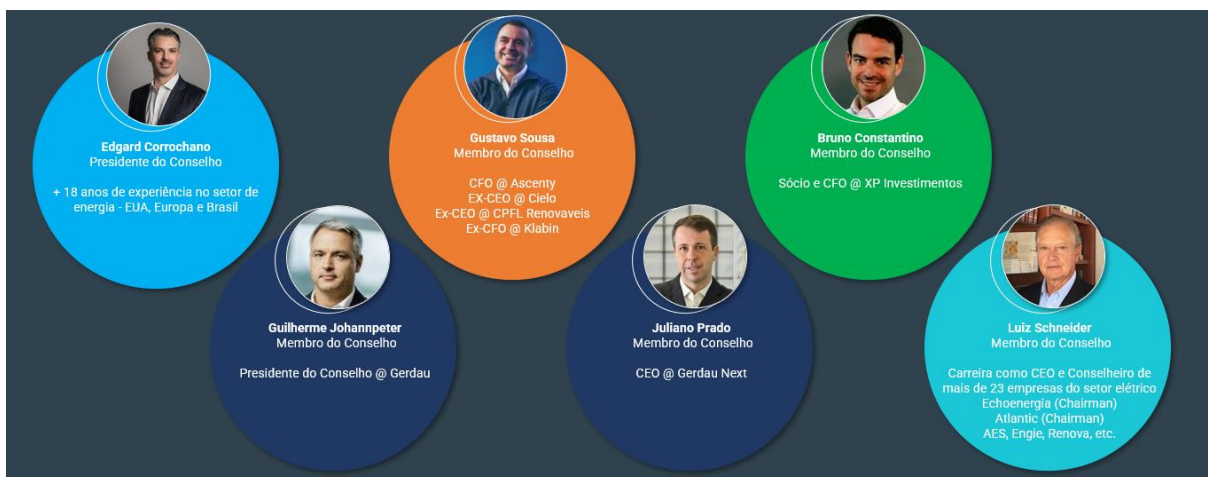 Edgard Corrochano
Presidente do Conselho
+ 18 anos de experiência no setor de
energia - EUA, Europa e Brasil
Guilherme Johannpeter
Membro do Conselho
Presidente do Conselho @ Gerdau
Gustavo Sousa
Membro do Conselho
CFO @ Ascenty
EX-CEO @ Cielo
Ex-CEO @ CPFL Renovaveis
Ex-CFO @ Klabin
Juliano Prado
Membro do Conselho
CEO @ Gerdau Next
Bruno Constantino
Membro do Conselho
Sócio e CFO @ XP Investimentos
Luiz Schneider
Membro do Conselho
Carreira como CEO e Conselheiro de
mais de 23 empresas do setor elétrico
Echoenergia (Chairman)
Atlantic (Chairman)
AES, Engie, Renova, etc.